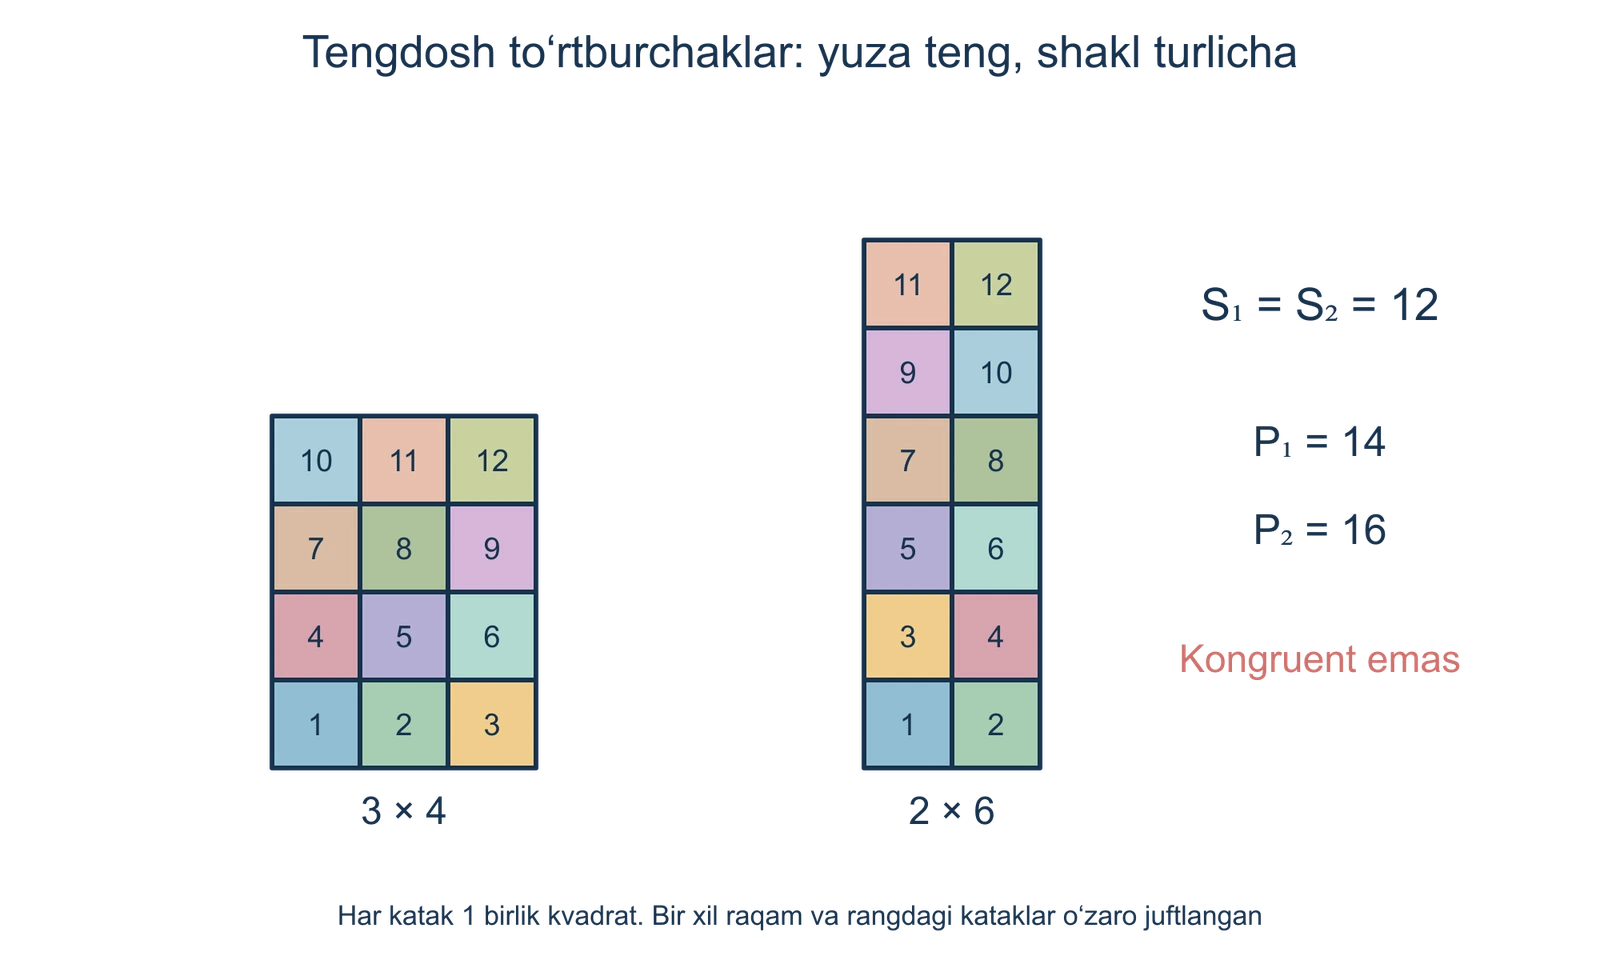 Tengdosh to‘rtburchaklar: yuza teng, shakl turlicha
10 11 12
7 8 9
4 5 6
1 2 3
3 × 4
11 12
9 10
7 8
5 6
3 4
1 2
2 × 6
S₁ = S₂ = 12
P₁ = 14
P₂ = 16
Kongruent emas
Har katak 1 birlik kvadrat. Bir xil raqam va rangdagi kataklar o‘zaro juftlangan